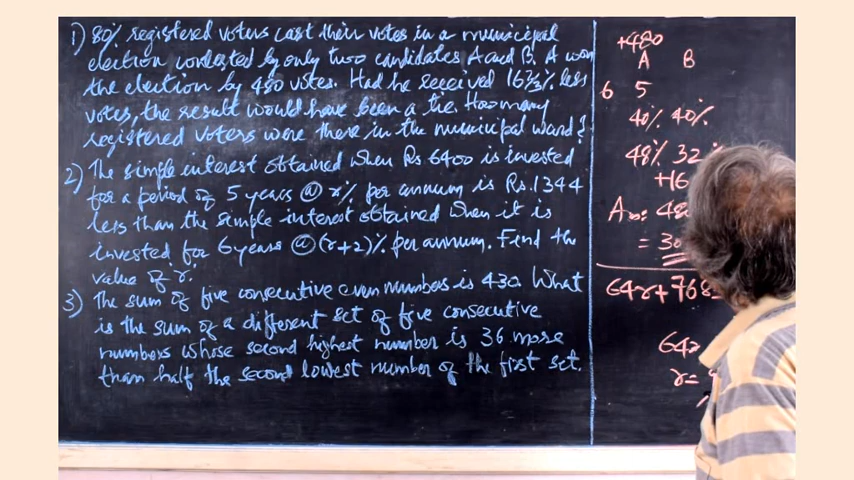 1) 80% registered voters cast their votes in a municipal
election contested by only two candidates A and B. A won
the election by 480 votes. Had he received 16 2/3% less
votes, the result would have been a tie. How many
registered voters were there in the municipal ward?
2) The simple interest obtained when Rs 6400 is invested
for a period of 5 years @ r% per annum is Rs. 1344
less than the simple interest obtained when it is
invested for 6 years @ (r+2)% per annum. Find the
value of r.
3) The sum of five consecutive even numbers is 430. What
is the sum of a different set of five consecutive
numbers whose second highest number is 36 more
than half the second lowest number of the first set.
+480
A B
6 5
40% 40%
48% 32
+16
Ans: 48
= 30
64r + 768
64r
r=